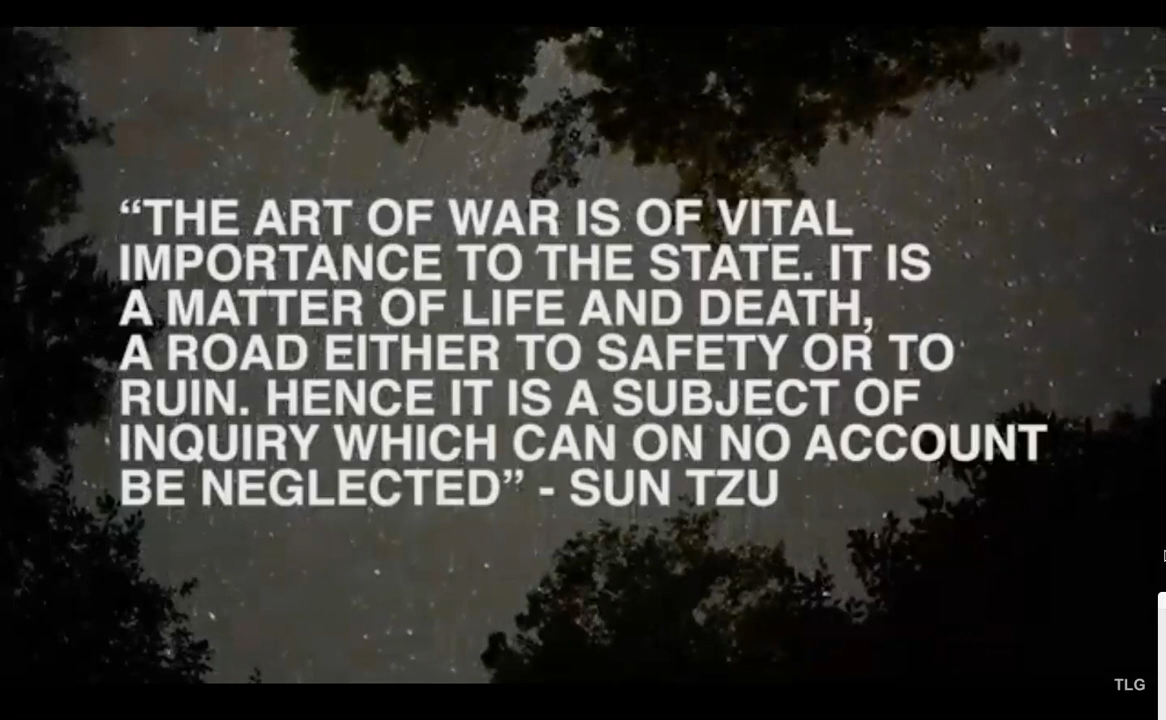 “THE ART OF WAR IS OF VITAL
IMPORTANCE TO THE STATE. IT IS
A MATTER OF LIFE AND DEATH,
A ROAD EITHER TO SAFETY OR TO
RUIN. HENCE IT IS A SUBJECT OF
INQUIRY WHICH CAN ON NO ACCOUNT
BE NEGLECTED” - SUN TZU
TLG